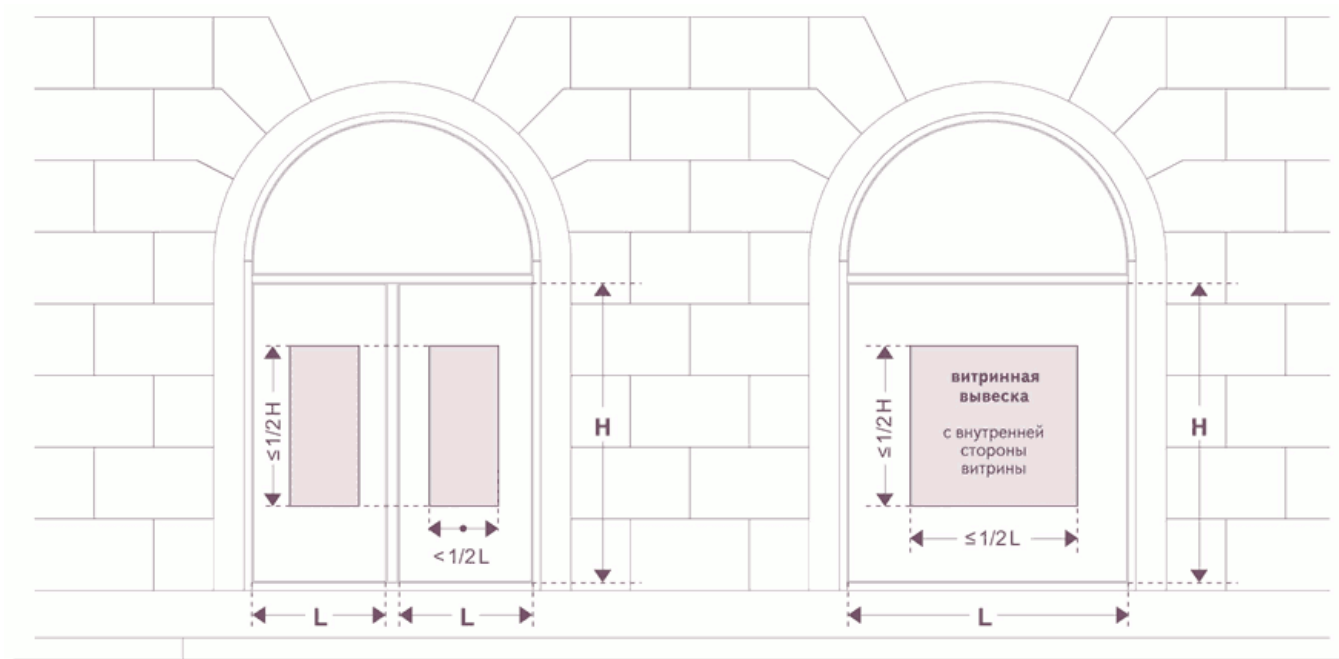 ≤1/2H
<1/2L
H
L
L
≤1/2H
витринная
вывеска
с внутренней
стороны
витрины
≤1/2L
H
L